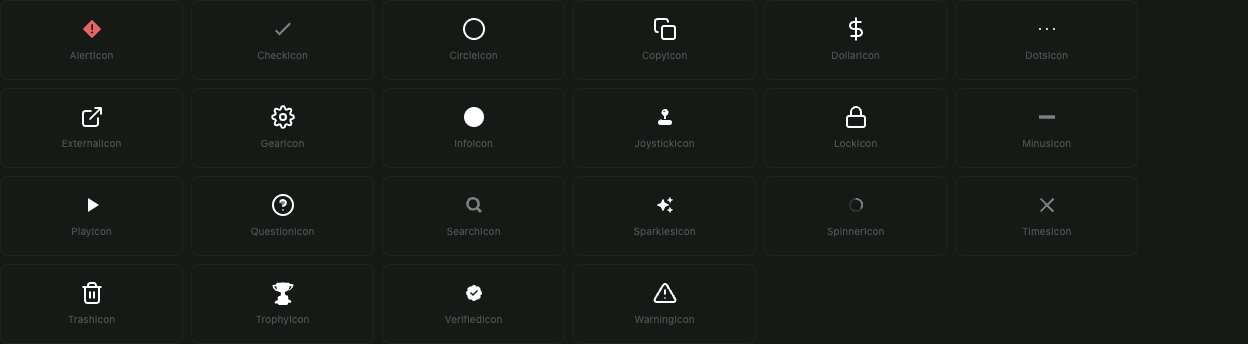 AlertIcon
CheckIcon
CircleIcon
CopyIcon
DollarIcon
DotsIcon
ExternalIcon
GearIcon
InfoIcon
JoystickIcon
LockIcon
MinusIcon
PlayIcon
QuestionIcon
SearchIcon
SparklesIcon
SpinnerIcon
TimesIcon
TrashIcon
TrophyIcon
VerifiedIcon
WarningIcon